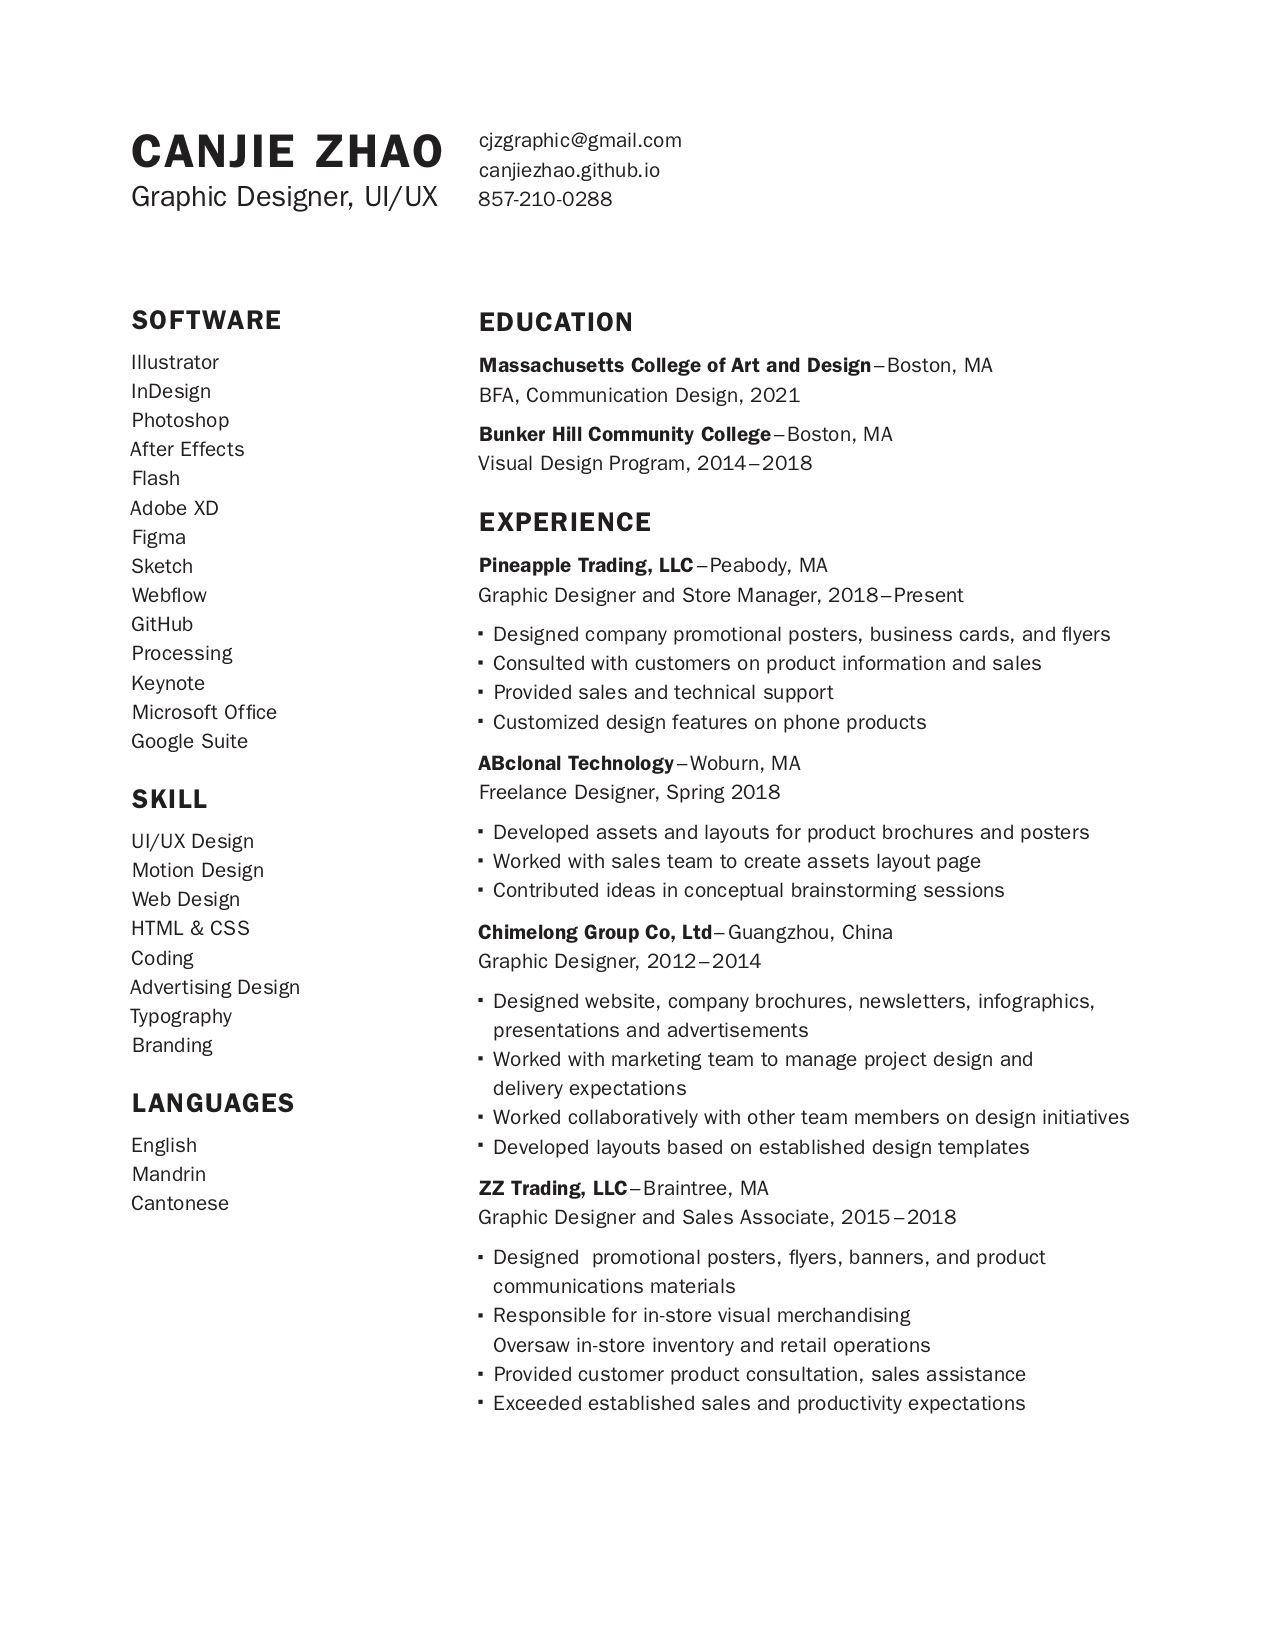 CANJIE ZHAO
Graphic Designer, UI/UX
cjzgraphic@gmail.com
canjiezhao.github.io
857-210-0288
SOFTWARE
Illustrator
InDesign
Photoshop
After Effects
Flash
Adobe XD
Figma
Sketch
Webflow
GitHub
Processing
Keynote
Microsoft Office
Google Suite
SKILL
UI/UX Design
Motion Design
Web Design
HTML & CSS
Coding
Advertising Design
Typography
Branding
LANGUAGES
English
Mandrin
Cantonese
EDUCATION
Massachusetts College of Art and Design–Boston, MA
BFA, Communication Design, 2021
Bunker Hill Community College–Boston, MA
Visual Design Program, 2014–2018
EXPERIENCE
Pineapple Trading, LLC–Peabody, MA
Graphic Designer and Store Manager, 2018–Present
▪ Designed company promotional posters, business cards, and flyers
▪ Consulted with customers on product information and sales
▪ Provided sales and technical support
▪ Customized design features on phone products
ABclonal Technology–Woburn, MA
Freelance Designer, Spring 2018
▪ Developed assets and layouts for product brochures and posters
▪ Worked with sales team to create assets layout page
▪ Contributed ideas in conceptual brainstorming sessions
Chimelong Group Co, Ltd–Guangzhou, China
Graphic Designer, 2012–2014
▪ Designed website, company brochures, newsletters, infographics,
presentations and advertisements
▪ Worked with marketing team to manage project design and
delivery expectations
▪ Worked collaboratively with other team members on design initiatives
▪ Developed layouts based on established design templates
ZZ Trading, LLC–Braintree, MA
Graphic Designer and Sales Associate, 2015–2018
▪ Designed  promotional posters, flyers, banners, and product
communications materials
▪ Responsible for in-store visual merchandising
Oversaw in-store inventory and retail operations
▪ Provided customer product consultation, sales assistance
▪ Exceeded established sales and productivity expectations